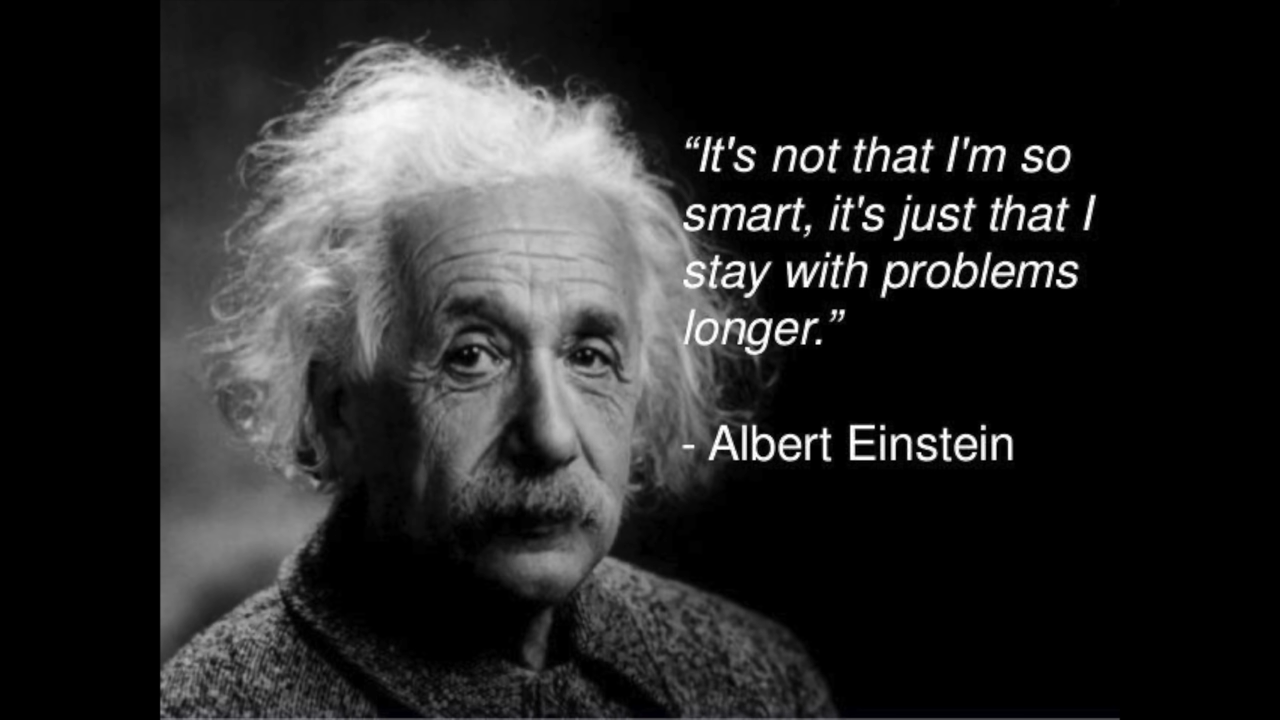 “It's not that I'm so
smart, it's just that I
stay with problems
longer.”
- Albert Einstein